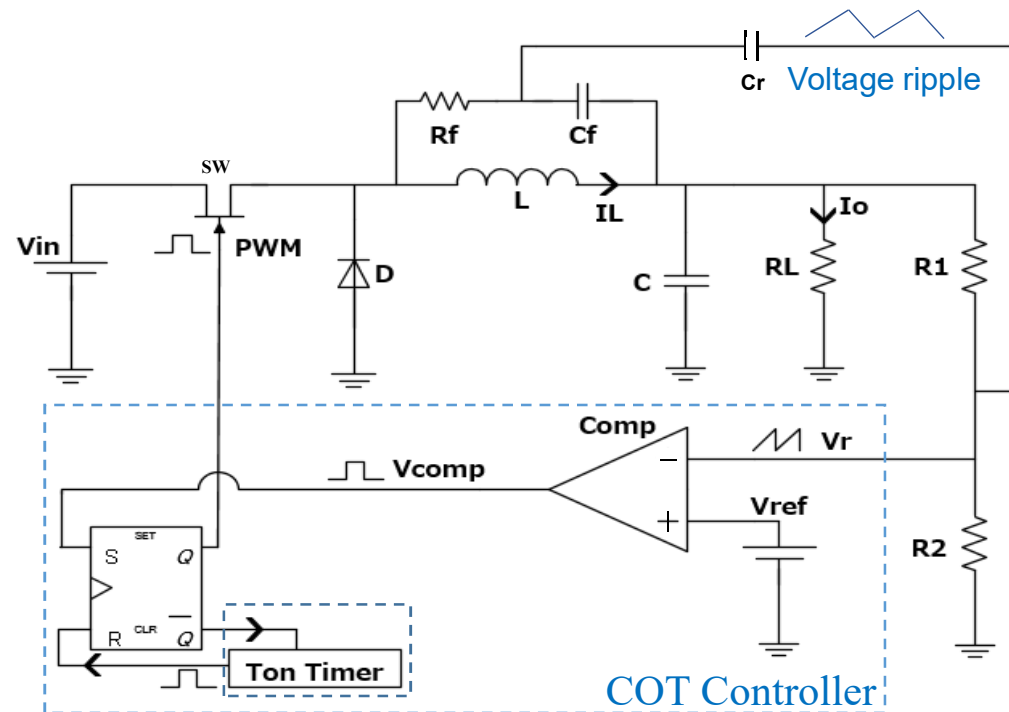 Cr
Voltage ripple
Rf
Cf
SW
L
IL
Io
Vin
PWM
D
C
RL
R1
Comp
Vcomp
−
Vr
+
Vref
R2
SET
S
Q
R
CLR
Q
Ton Timer
COT Controller